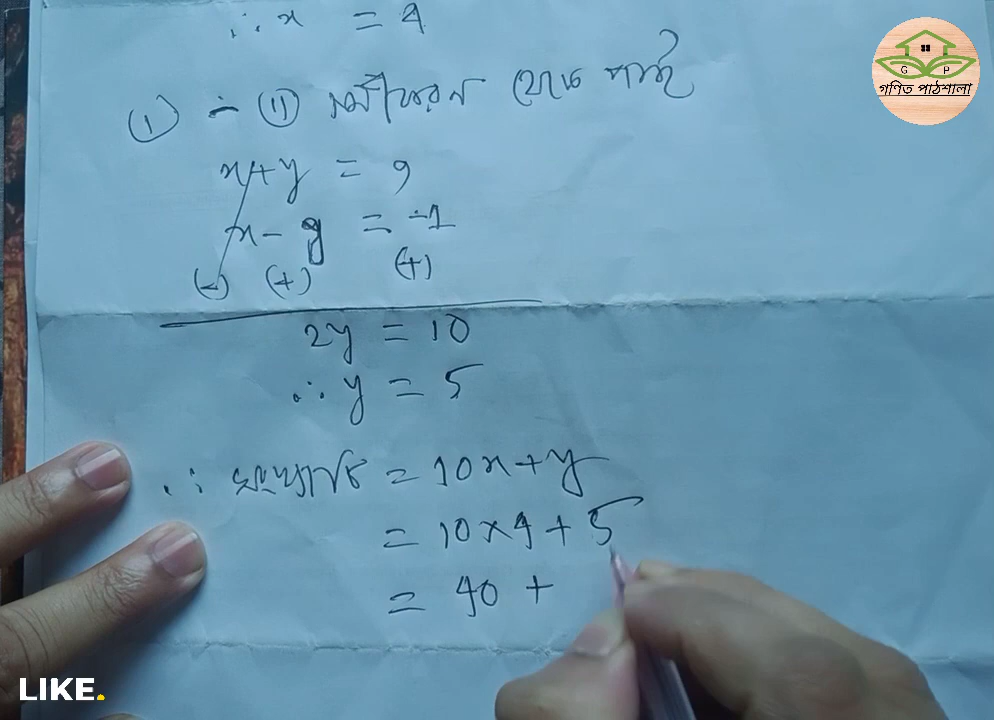 ∴ x = 4
G P
গণিত পাঠশালা
(i) - (ii) সমীকরণ থেকে পাই
x+y = 9
x - y = -1
(-) (+) (+)
2y = 10
∴ y = 5
∴ সংখ্যাটি = 10x+y
= 10×4+5
= 40 +
LIKE.